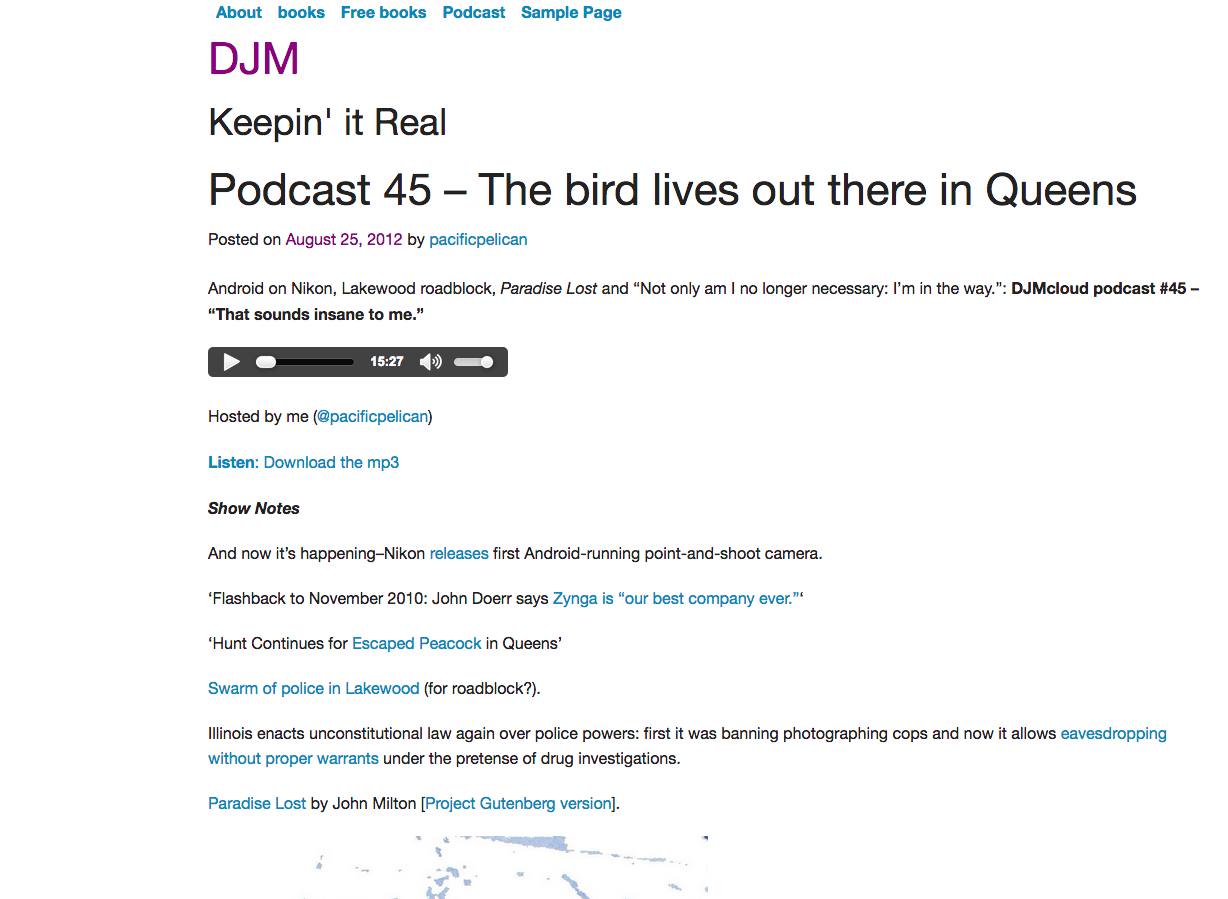 About books Free books Podcast Sample Page
DJM
Keepin' it Real
Podcast 45 – The bird lives out there in Queens
Posted on August 25, 2012 by pacificpelican
Android on Nikon, Lakewood roadblock, Paradise Lost and “Not only am I no longer necessary: I’m in the way.”: DJMcloud podcast #45 –
“That sounds insane to me.”
15:27
Hosted by me (@pacificpelican)
Listen: Download the mp3
Show Notes
And now it’s happening–Nikon releases first Android-running point-and-shoot camera.
‘Flashback to November 2010: John Doerr says Zynga is “our best company ever.”‘
‘Hunt Continues for Escaped Peacock in Queens’
Swarm of police in Lakewood (for roadblock?).
Illinois enacts unconstitutional law again over police powers: first it was banning photographing cops and now it allows eavesdropping
without proper warrants under the pretense of drug investigations.
Paradise Lost by John Milton [Project Gutenberg version].